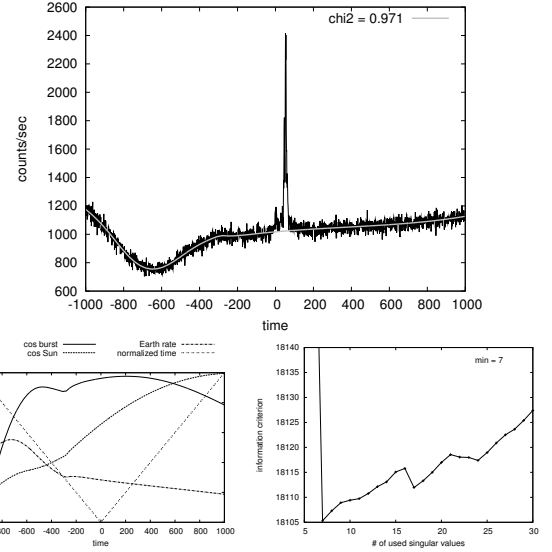 2600
2400
2200
2000
1800
1600
1400
1200
1000
800
600
counts/sec
chi2 = 0.971
-1000 -800 -600 -400 -200 0 200 400 600 800 1000
time
cos burst
cos Sun
Earth rate
normalized time
800 -600 -400 -200 0 200 400 600 800 1000
time
18140
18135
18130
18125
18120
18115
18110
18105
information criterion
min = 7
5 10 15 20 25 30
# of used singular values